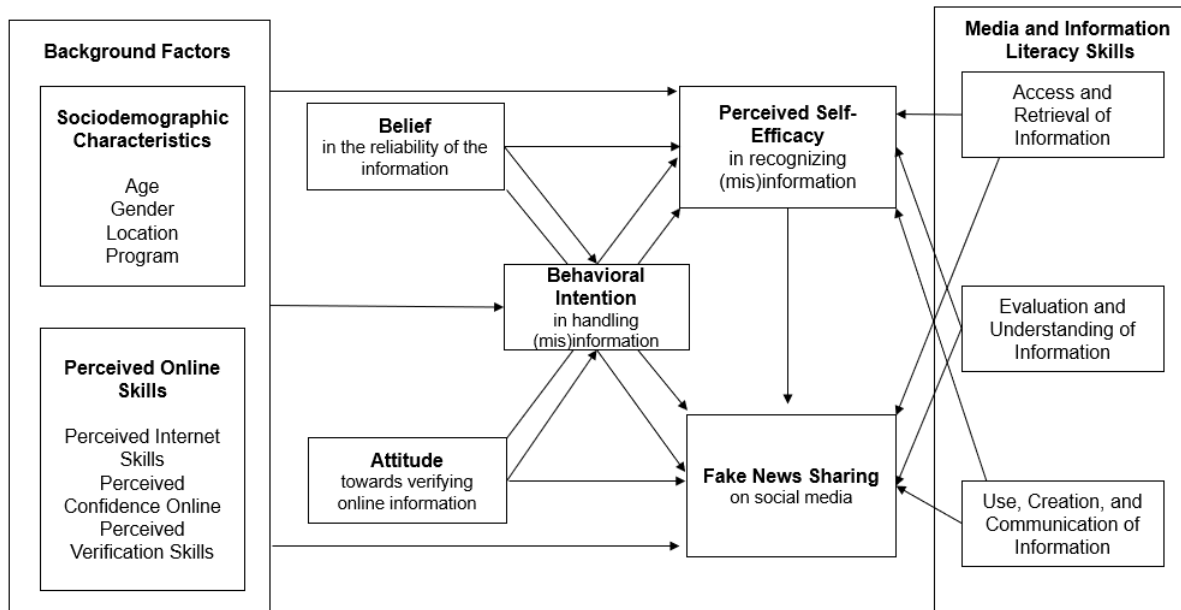 Background Factors
Sociodemographic
Characteristics
Age
Gender
Location
Program
Perceived Online
Skills
Perceived Internet
Skills
Perceived
Confidence Online
Perceived
Verification Skills
Belief
in the reliability of the
information
Behavioral
Intention
in handling
(mis)information
Attitude
towards verifying
online information
Perceived Self-
Efficacy
in recognizing
(mis)information
Fake News Sharing
on social media
Media and Information
Literacy Skills
Access and
Retrieval of
Information
Evaluation and
Understanding of
Information
Use, Creation, and
Communication of
Information